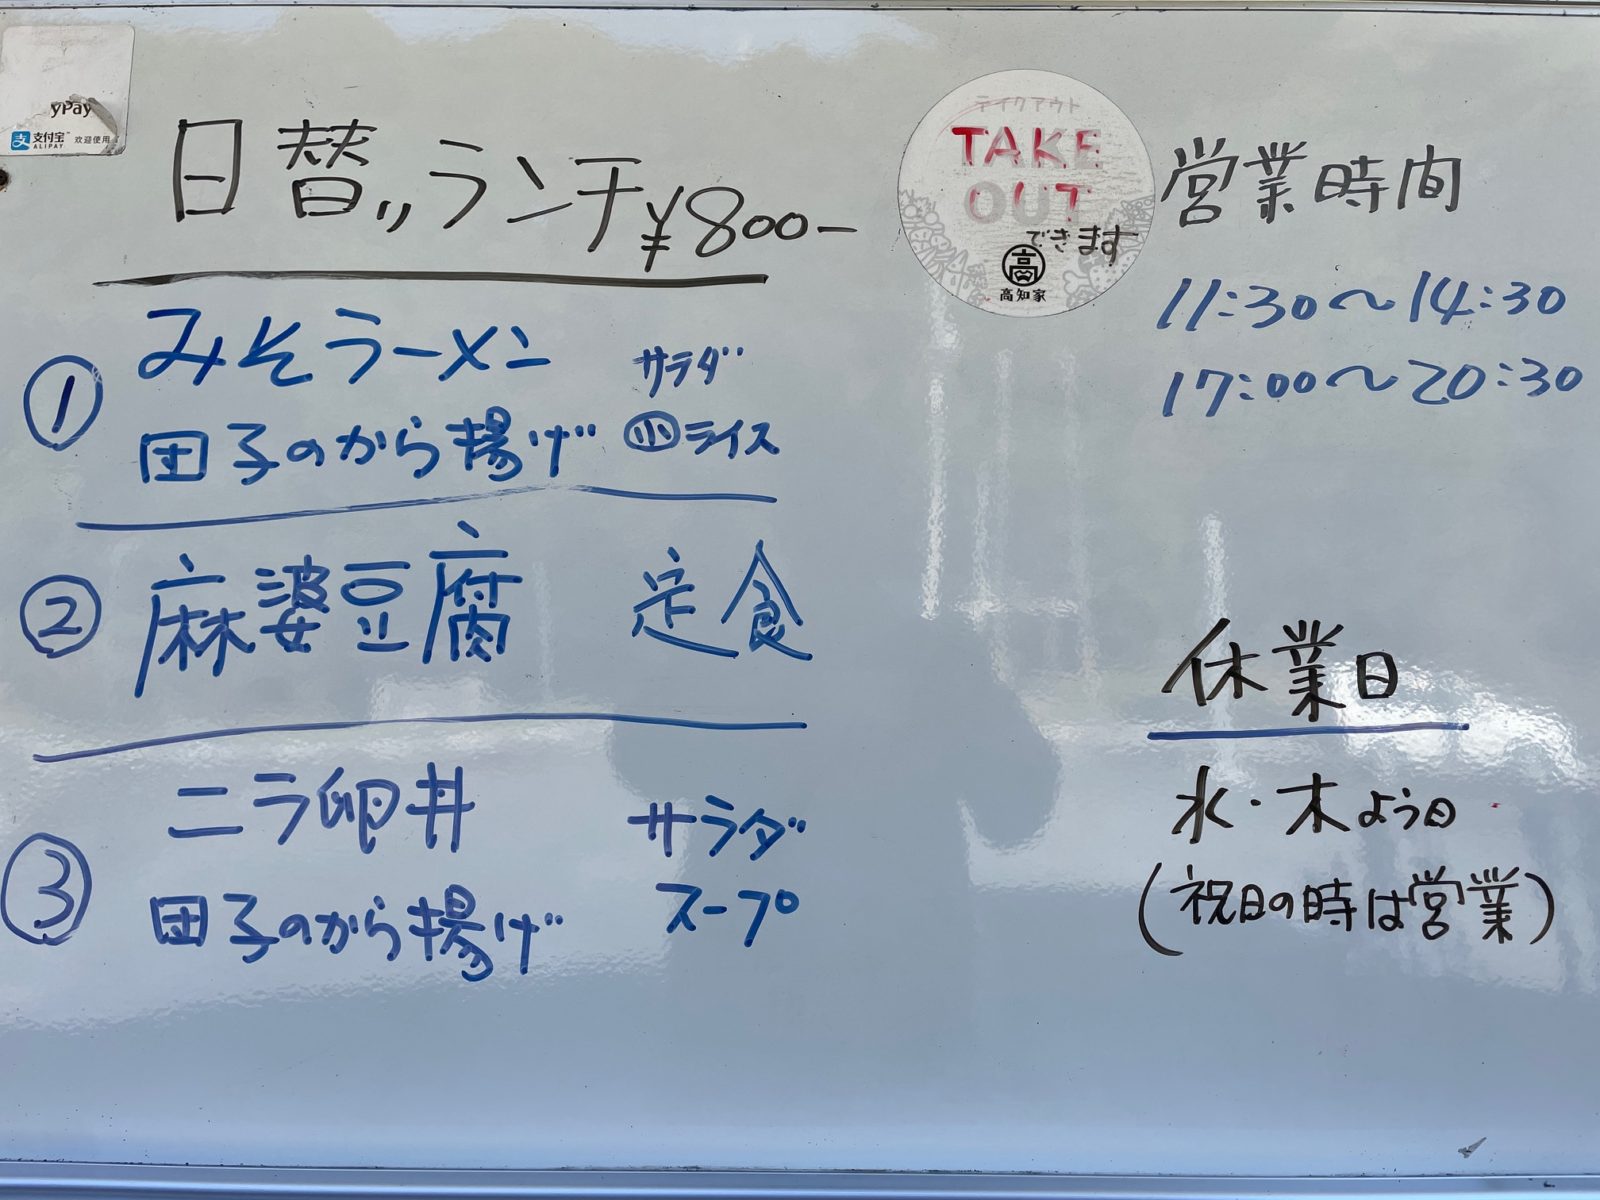 yPay
支付宝™ 欢迎使用
ALIPAY
日替〃ランチ¥800-
① みそラーメン サラダ
団子のから揚げ ㊙ライス
② 麻婆豆腐 定食
③ ニラ卵丼 サラダ
団子のから揚げ スープ
テイクアウト
TAKE
OUT
できます
高
高知家
営業時間
11:30〜14:30
17:00〜20:30
休業日
水・木よう日
(祝日の時は営業)